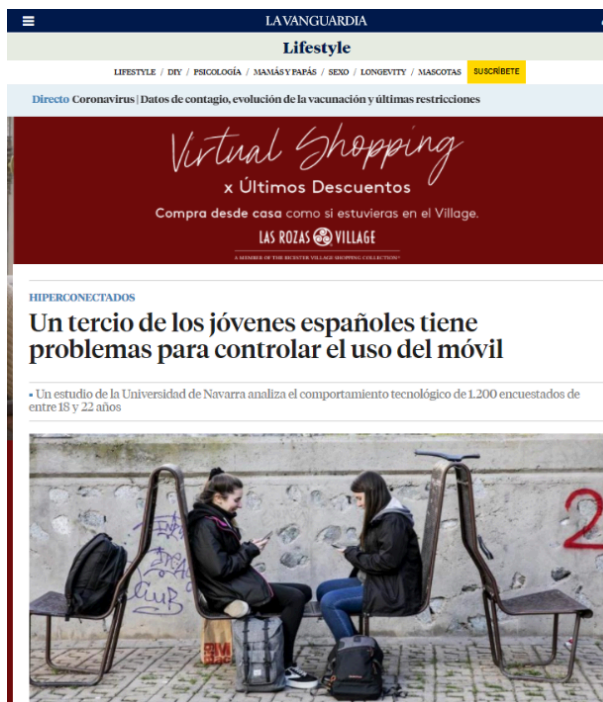 LAVANGUARDIA
Lifestyle
LIFESTYLE / DIY / PSICOLOGÍA / MAMÁS Y PAPÁS / SEXO / LONGEVITY / MASCOTAS SUSCRÍBETE
Directo Coronavirus | Datos de contagio, evolución de la vacunación y últimas restricciones
Virtual Shopping
x Últimos Descuentos
Compra desde casa como si estuvieras en el Village.
LAS ROZAS VILLAGE
A MEMBER OF THE BICESTER VILLAGE SHOPPING COLLECTION®
HIPERCONECTADOS
Un tercio de los jóvenes españoles tiene
problemas para controlar el uso del móvil
▪ Un estudio de la Universidad de Navarra analiza el comportamiento tecnológico de 1.200 encuestados de
entre 18 y 22 años
2